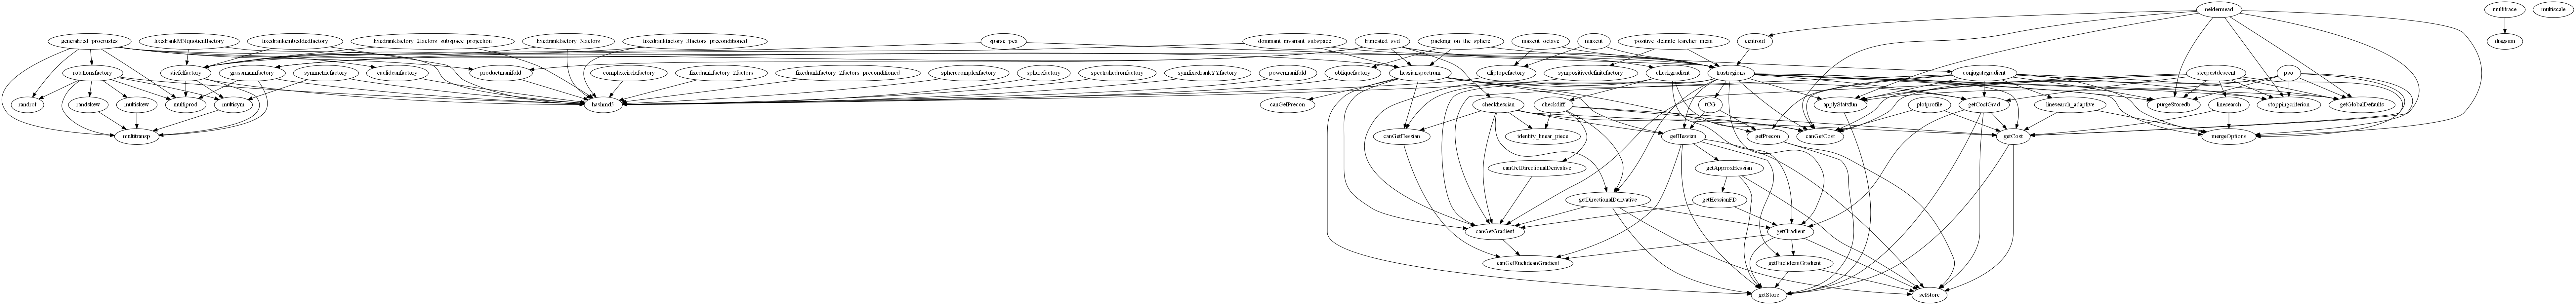 neldermead
multitrace
multiscale
generalized_procrustes
fixedrankMNquotientfactory
fixedrankembeddedfactory
fixedrankfactory_2factors_subspace_projection
fixedrankfactory_3factors
fixedrankfactory_3factors_preconditioned
sparse_pca
dominant_invariant_subspace
truncated_svd
packing_on_the_sphere
maxcut_octave
maxcut
positive_definite_karcher_mean
centroid
diagsum
rotationsfactory
stiefelfactory
grassmannfactory
symmetricfactory
euclideanfactory
productmanifold
complexcirclefactory
fixedrankfactory_2factors
fixedrankfactory_2factors_preconditioned
spherecomplexfactory
spherefactory
spectrahedronfactory
symfixedrankYYfactory
powermanifold
obliquefactory
hessianspectrum
elliptopefactory
sympositivedefinitefactory
checkgradient
trustregions
conjugategradient
steepestdescent
pso
randrot
randskew
multiskew
multiprod
multisym
hashmd5
canGetPrecon
checkhessian
checkdiff
tCG
applyStatsfun
plotprofile
getCostGrad
linesearch_adaptive
purgeStoredb
linesearch
stoppingcriterion
getGlobalDefaults
multitransp
canGetHessian
identify_linear_piece
getHessian
getPrecon
canGetCost
getCost
mergeOptions
canGetDirectionalDerivative
getApproxHessian
getDirectionalDerivative
getHessianFD
canGetGradient
getGradient
canGetEuclideanGradient
getEuclideanGradient
getStore
setStore